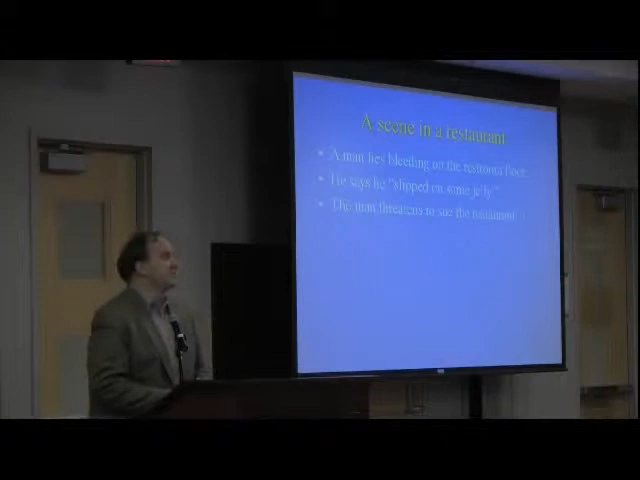 A scene in a restaurant
• A man lies bleeding on the restroom floor.
• He says he "slipped on some jelly"
• The man threatens to sue the restaurant